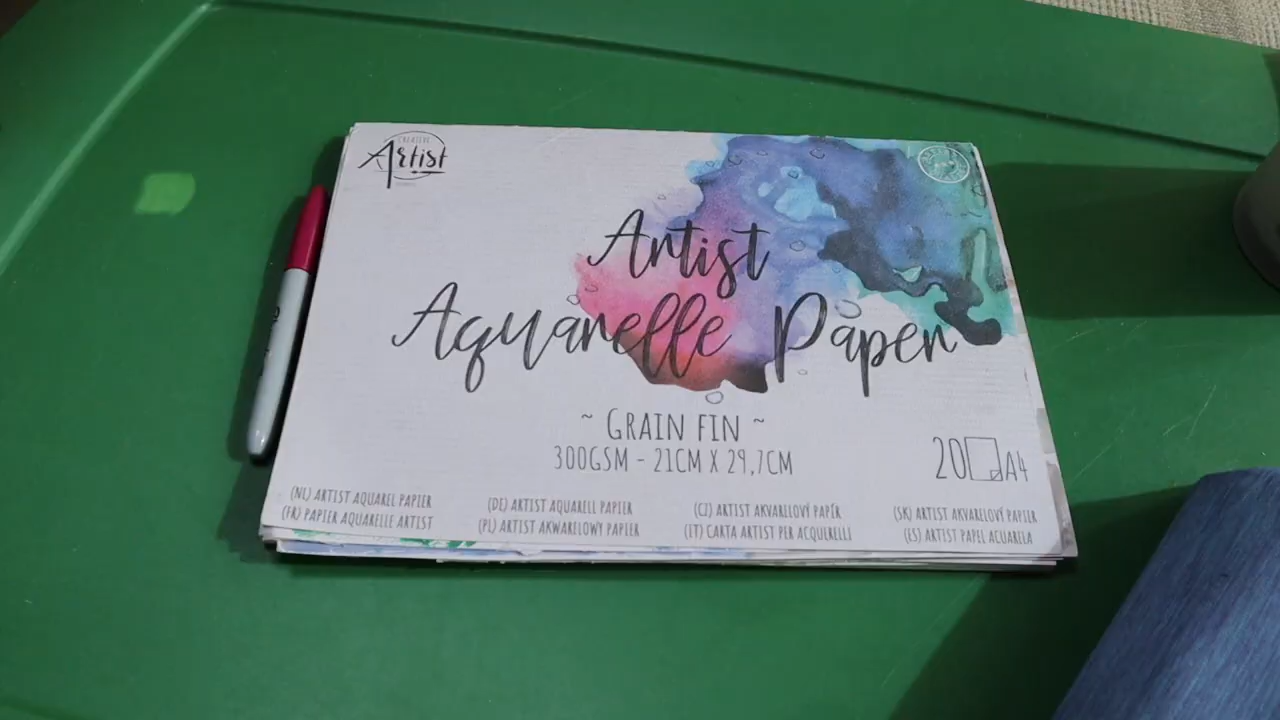 CREATIVE
Artist
Artist
Aquarelle Paper
~ GRAIN FIN ~
300GSM - 21CM X 29,7CM
20 A4
(NL) ARTIST AQUAREL PAPIER
(FR) PAPIER AQUARELLE ARTIST
(DE) ARTIST AQUARELL PAPIER
(PL) ARTIST AKWARELOWY PAPIER
(CZ) ARTIST AKVARELLOVÝ PAPÍR
(IT) CARTA ARTIST PER ACQUERELLI
(SK) ARTIST AKVARELOVÝ PAPIER
(ES) ARTIST PAPEL ACUARELA